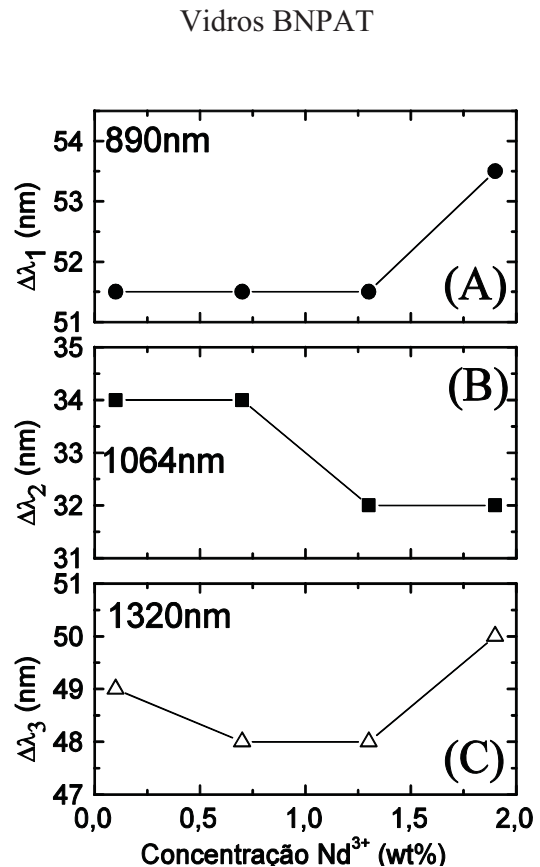 Vidros BNPAT
54
53
52
51
Δλ₁ (nm)
890nm
(A)
35
34
33
32
31
Δλ₂ (nm)
1064nm
(B)
51
50
49
48
47
Δλ₃ (nm)
1320nm
(C)
0,0 0,5 1,0 1,5 2,0
Concentração Nd³⁺ (wt%)